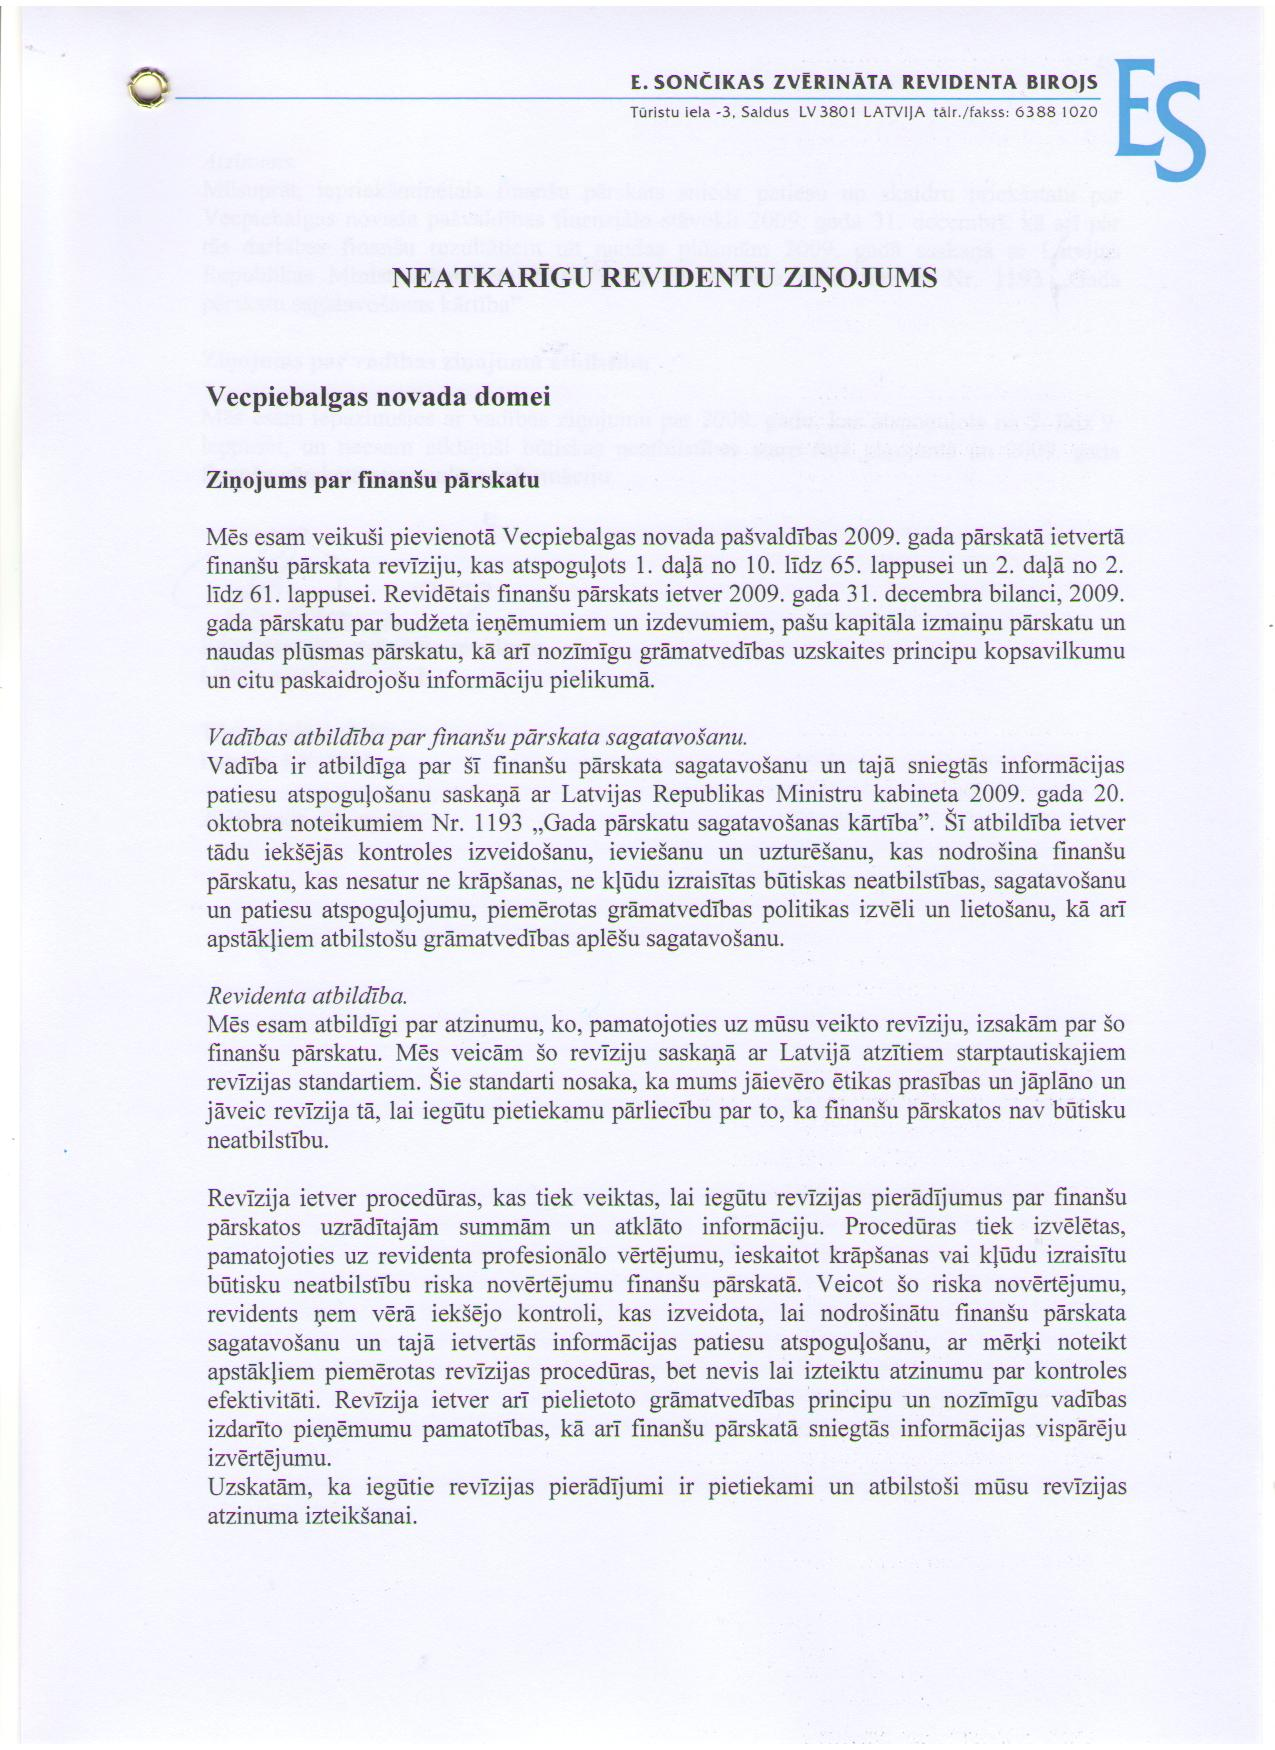 E. SONČIKAS ZVĒRINĀTA REVIDENTA BIROJS
Tūristu iela -3, Saldus LV 3801 LATVIJA tālr./fakss: 6388 1020
ES
NEATKARĪGU REVIDENTU ZIŅOJUMS
Vecpiebalgas novada domei
Ziņojums par finanšu pārskatu
Mēs esam veikuši pievienotā Vecpiebalgas novada pašvaldības 2009. gada pārskatā ietvertā
finanšu pārskata revīziju, kas atspoguļots 1. daļā no 10. līdz 65. lappusei un 2. daļā no 2.
līdz 61. lappusei. Revidētais finanšu pārskats ietver 2009. gada 31. decembra bilanci, 2009.
gada pārskatu par budžeta ieņēmumiem un izdevumiem, pašu kapitāla izmaiņu pārskatu un
naudas plūsmas pārskatu, kā arī nozīmīgu grāmatvedības uzskaites principu kopsavilkumu
un citu paskaidrojošu informāciju pielikumā.
Vadības atbildība par finanšu pārskata sagatavošanu.
Vadība ir atbildīga par šī finanšu pārskata sagatavošanu un tajā sniegtās informācijas
patiesu atspoguļošanu saskaņā ar Latvijas Republikas Ministru kabineta 2009. gada 20.
oktobra noteikumiem Nr. 1193 „Gada pārskatu sagatavošanas kārtība”. Šī atbildība ietver
tādu iekšējās kontroles izveidošanu, ieviešanu un uzturēšanu, kas nodrošina finanšu
pārskatu, kas nesatur ne krāpšanas, ne kļūdu izraisītas būtiskas neatbilstības, sagatavošanu
un patiesu atspoguļojumu, piemērotas grāmatvedības politikas izvēli un lietošanu, kā arī
apstākļiem atbilstošu grāmatvedības aplēšu sagatavošanu.
Revidenta atbildība.
Mēs esam atbildīgi par atzinumu, ko, pamatojoties uz mūsu veikto revīziju, izsakām par šo
finanšu pārskatu. Mēs veicām šo revīziju saskaņā ar Latvijā atzītiem starptautiskajiem
revīzijas standartiem. Šie standarti nosaka, ka mums jāievēro ētikas prasības un jāplāno un
jāveic revīzija tā, lai iegūtu pietiekamu pārliecību par to, ka finanšu pārskatos nav būtisku
neatbilstību.
Revīzija ietver procedūras, kas tiek veiktas, lai iegūtu revīzijas pierādījumus par finanšu
pārskatos uzrādītajām summām un atklāto informāciju. Procedūras tiek izvēlētas,
pamatojoties uz revidenta profesionālo vērtējumu, ieskaitot krāpšanas vai kļūdu izraisītu
būtisku neatbilstību riska novērtējumu finanšu pārskatā. Veicot šo riska novērtējumu,
revidents ņem vērā iekšējo kontroli, kas izveidota, lai nodrošinātu finanšu pārskata
sagatavošanu un tajā ietvertās informācijas patiesu atspoguļošanu, ar mērķi noteikt
apstākļiem piemērotas revīzijas procedūras, bet nevis lai izteiktu atzinumu par kontroles
efektivitāti. Revīzija ietver arī pielietoto grāmatvedības principu un nozīmīgu vadības
izdarīto pieņēmumu pamatotības, kā arī finanšu pārskatā sniegtās informācijas vispārēju
izvērtējumu.
Uzskatām, ka iegūtie revīzijas pierādījumi ir pietiekami un atbilstoši mūsu revīzijas
atzinuma izteikšanai.